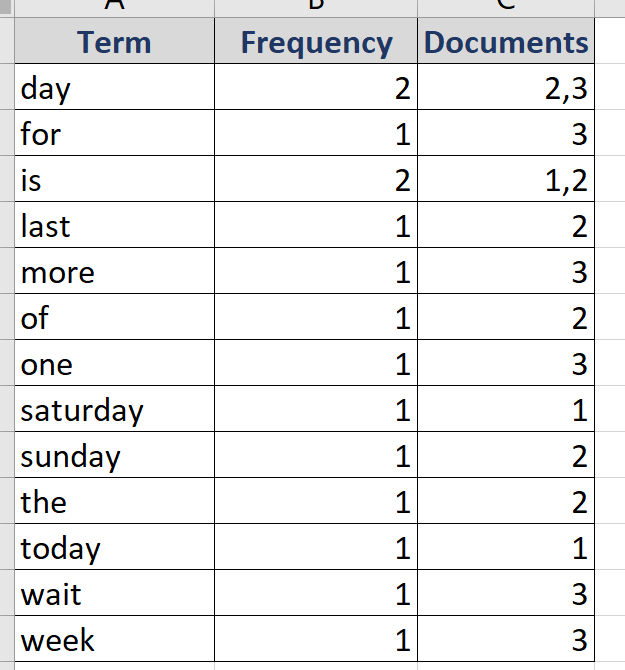 A B C
Term Frequency Documents
day 2 2,3
for 1 3
is 2 1,2
last 1 2
more 1 3
of 1 2
one 1 3
saturday 1 1
sunday 1 2
the 1 2
today 1 1
wait 1 3
week 1 3